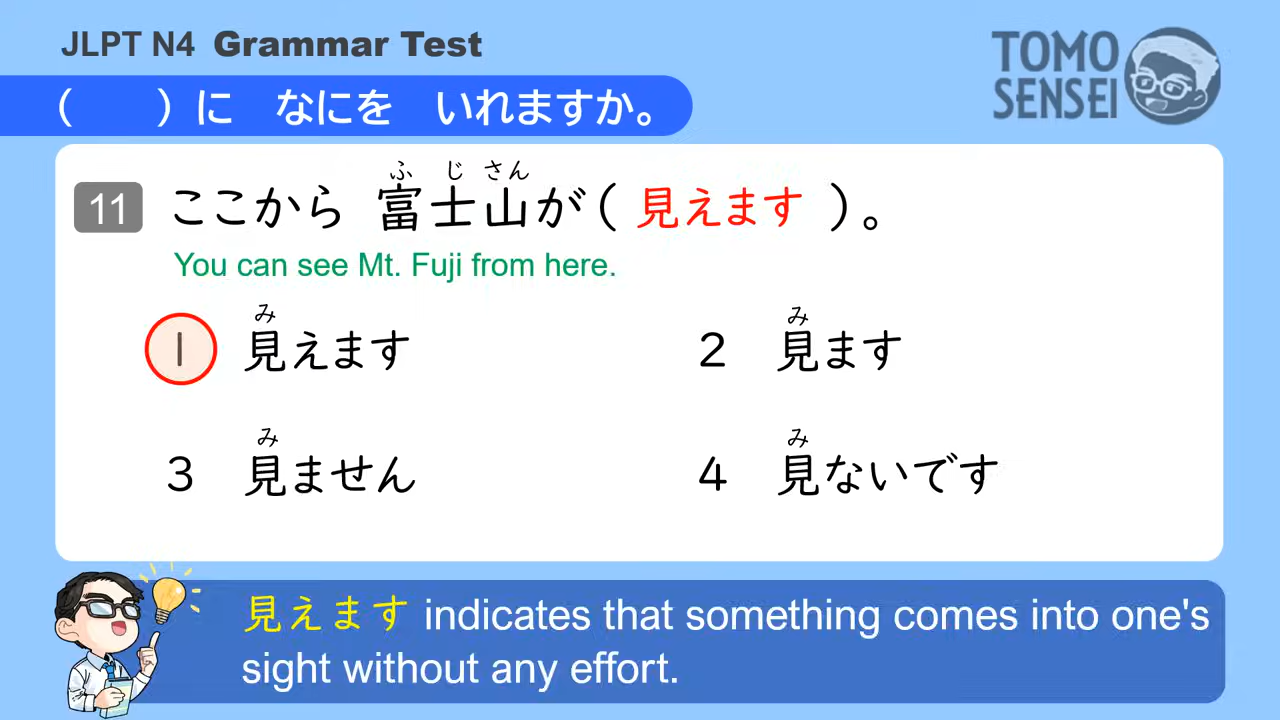 JLPT N4 Grammar Test
TOMO
SENSEI
（　　）に　なにを　いれますか。
ふ じ さん
11 ここから 富士山が( 見えます )。
You can see Mt. Fuji from here.
み
1 見えます
み
2 見ます
み
3 見ません
み
4 見ないです
見えます indicates that something comes into one's
sight without any effort.